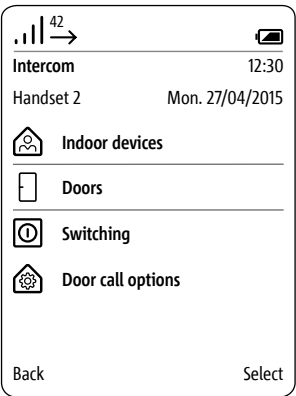 42
Intercom 12:30
Handset 2 Mon. 27/04/2015
Indoor devices
Doors
Switching
Door call options
Back Select